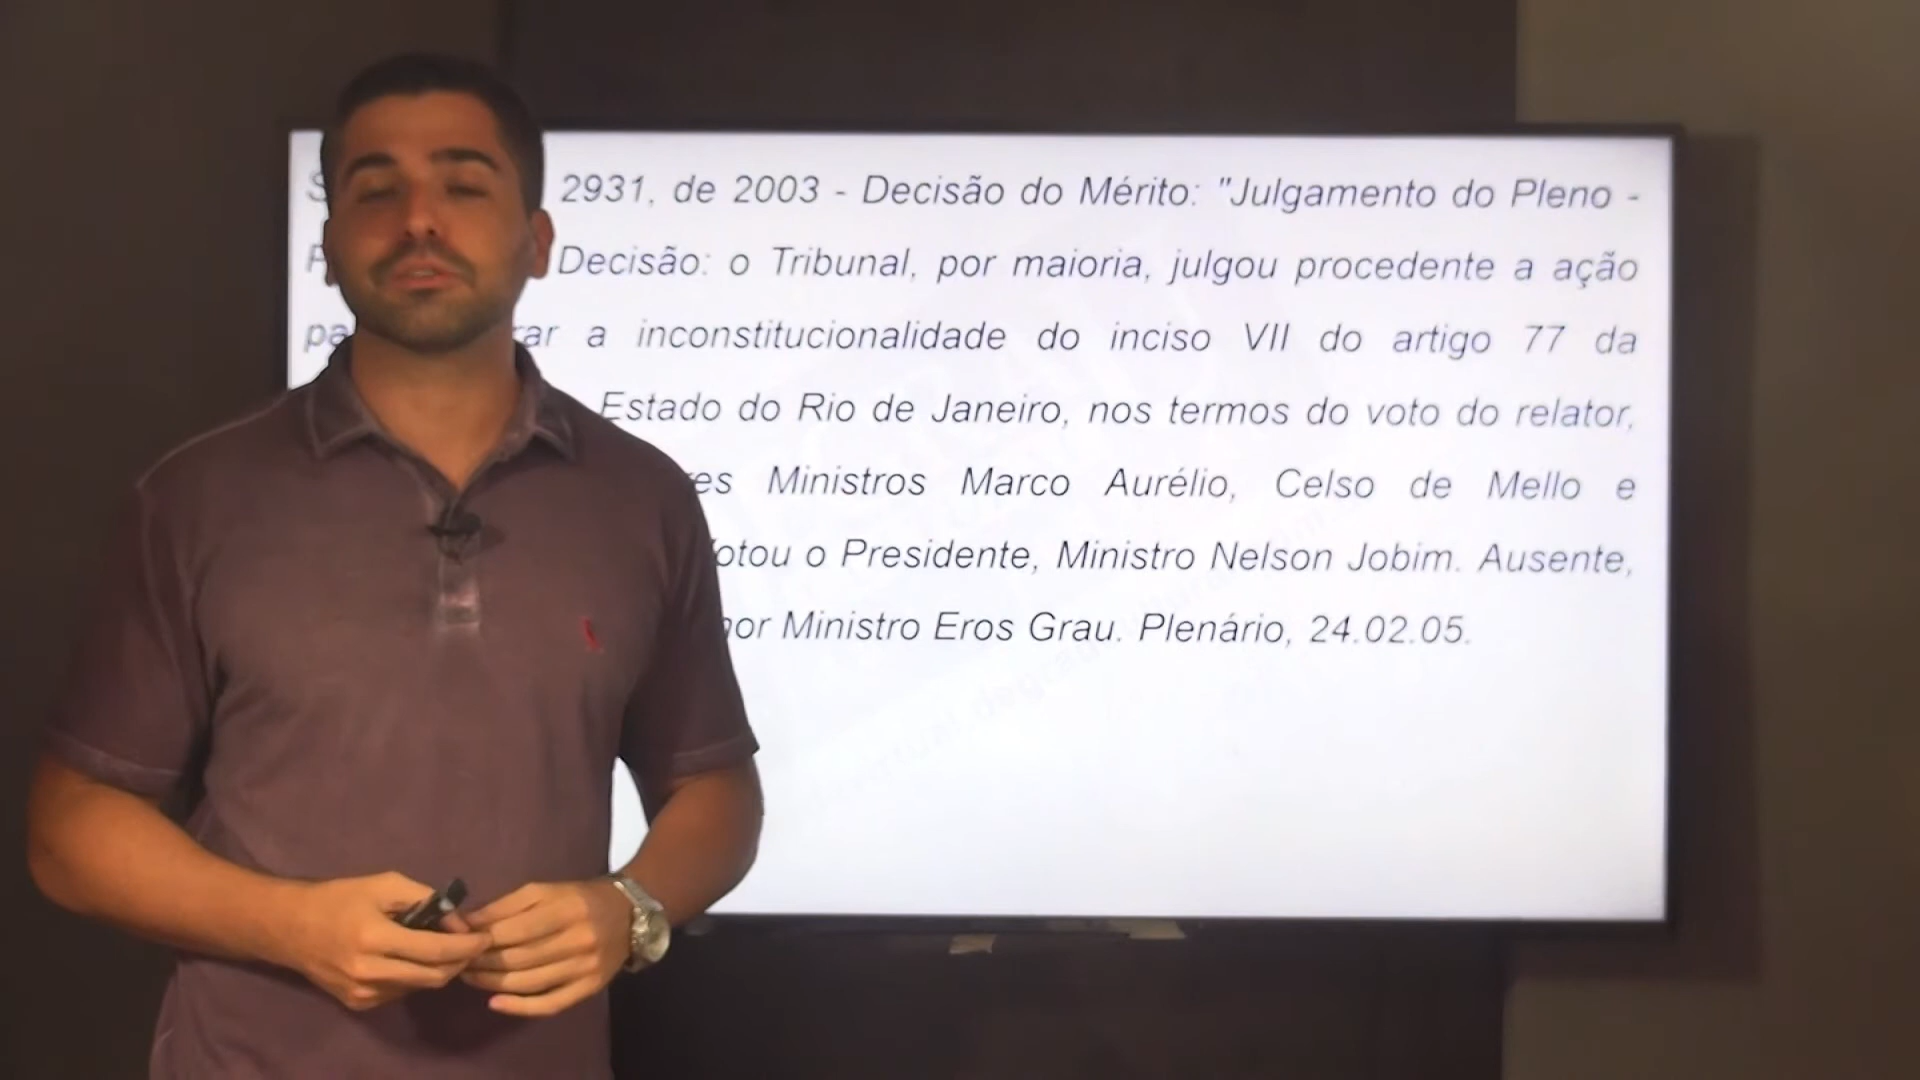 2931, de 2003 - Decisão do Mérito: "Julgamento do Pleno -
Decisão: o Tribunal, por maioria, julgou procedente a ação
a inconstitucionalidade do inciso VII do artigo 77 da
Estado do Rio de Janeiro, nos termos do voto do relator,
Ministros Marco Aurélio, Celso de Mello e
o Presidente, Ministro Nelson Jobim. Ausente,
Ministro Eros Grau. Plenário, 24.02.05.